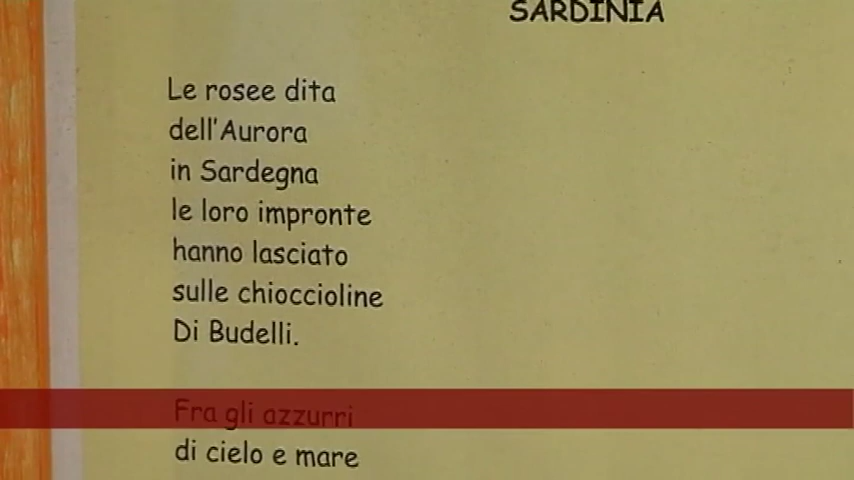 SARDINIA
Le rosee dita
dell'Aurora
in Sardegna
le loro impronte
hanno lasciato
sulle chioccioline
Di Budelli.
Fra gli azzurri
di cielo e mare